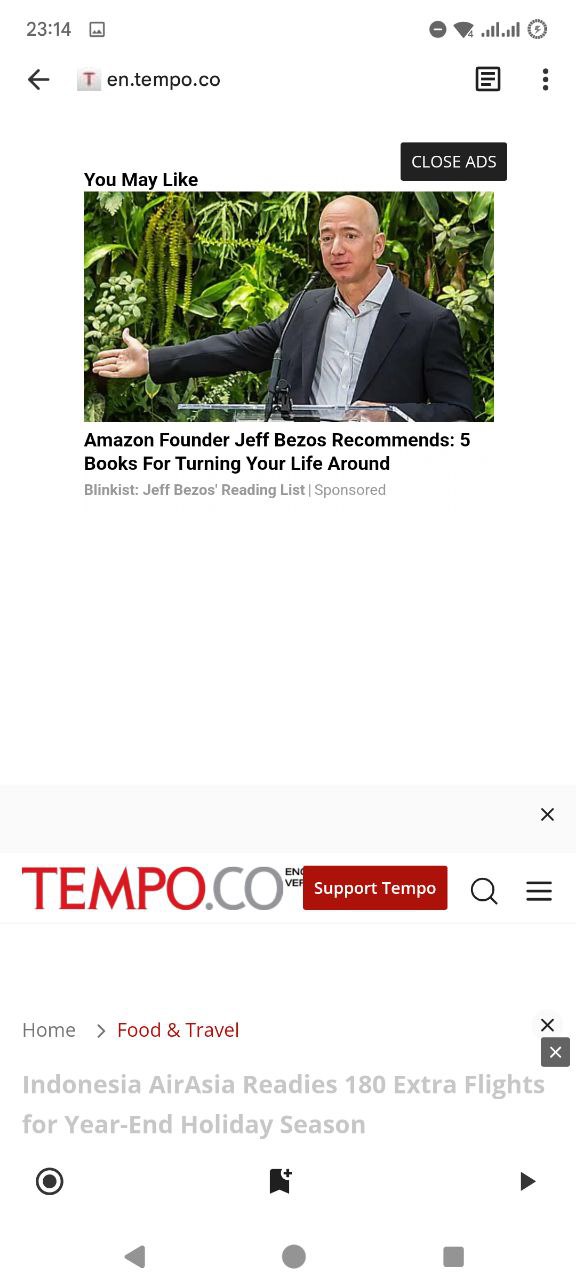 23:14
4
T en.tempo.co
CLOSE ADS
You May Like
Amazon Founder Jeff Bezos Recommends: 5
Books For Turning Your Life Around
Blinkist: Jeff Bezos' Reading List | Sponsored
TEMPO.CO
Support Tempo
Home > Food & Travel
Indonesia AirAsia Readies 180 Extra Flights
for Year-End Holiday Season